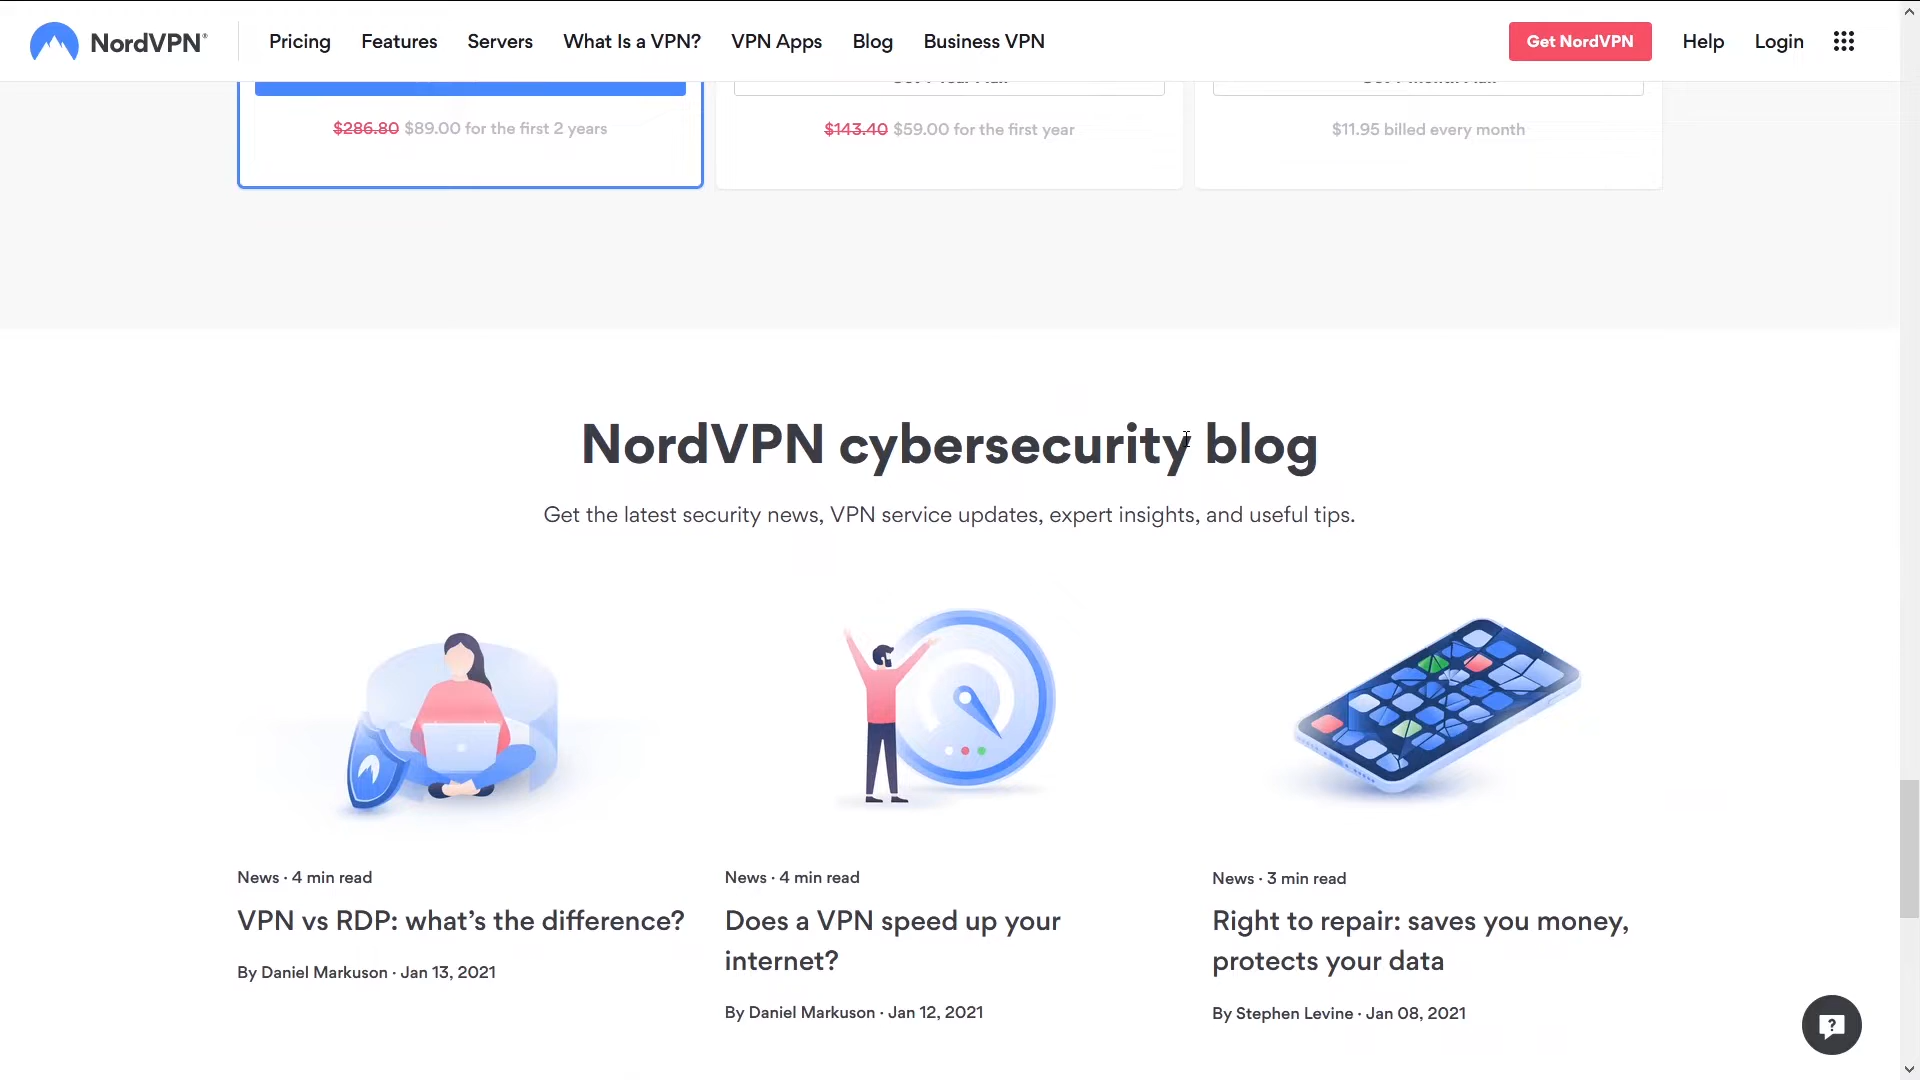 NordVPN®
Pricing
Features
Servers
What Is a VPN?
VPN Apps
Blog
Business VPN
Get NordVPN
Help
Login
$286.80 $89.00 for the first 2 years
$143.40 $59.00 for the first year
$11.95 billed every month
NordVPN cybersecurity blog
Get the latest security news, VPN service updates, expert insights, and useful tips.
News · 4 min read
VPN vs RDP: what’s the difference?
By Daniel Markuson · Jan 13, 2021
News · 4 min read
Does a VPN speed up your
internet?
By Daniel Markuson · Jan 12, 2021
News · 3 min read
Right to repair: saves you money,
protects your data
By Stephen Levine · Jan 08, 2021
?